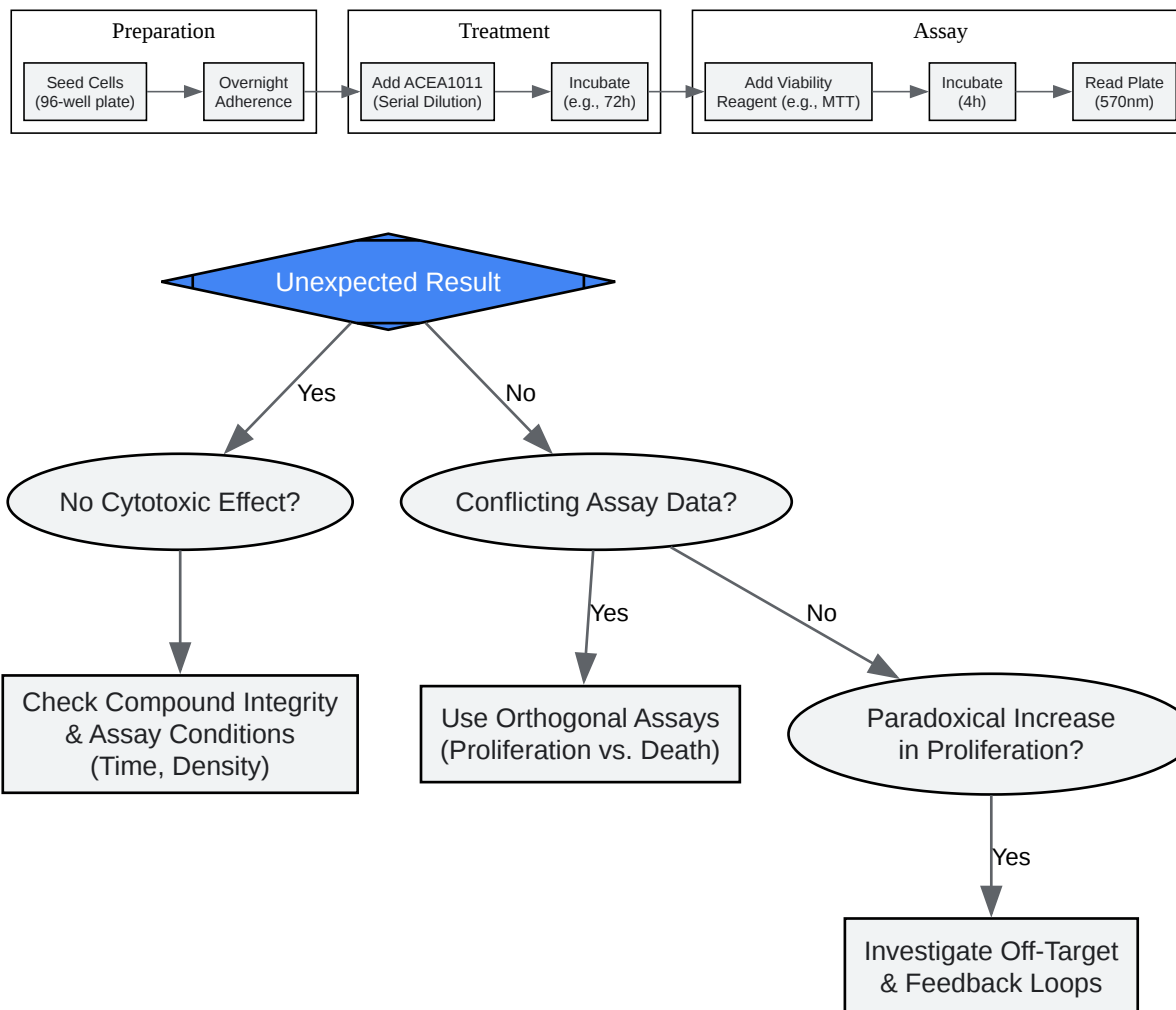 Preparation
Treatment
Assay
Seed Cells
(96-well plate)
Overnight
Adherence
Add ACEA1011
(Serial Dilution)
Incubate
(e.g., 72h)
Add Viability
Reagent (e.g., MTT)
Incubate
(4h)
Read Plate
(570nm)
Unexpected Result
Yes
No
No Cytotoxic Effect?
Conflicting Assay Data?
Yes
No
Check Compound Integrity
& Assay Conditions
(Time, Density)
Use Orthogonal Assays
(Proliferation vs. Death)
Paradoxical Increase
in Proliferation?
Yes
Investigate Off-Target
& Feedback Loops